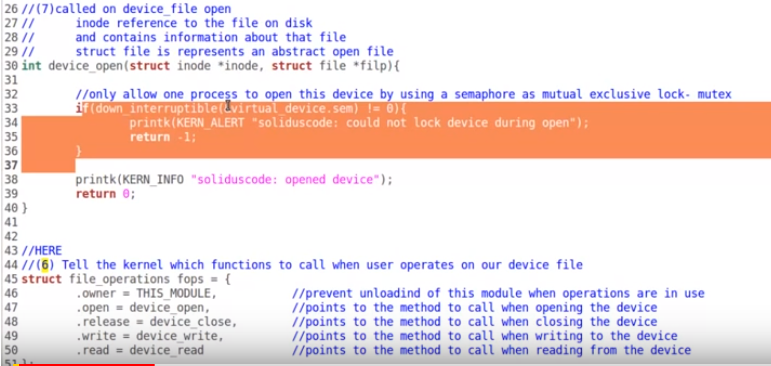 26 //(7)called on device_file open
27 //      inode reference to the file on disk
28 //      and contains information about that file
29 //      struct file is represents an abstract open file
30 int device_open(struct inode *inode, struct file *filp){
31
32         //only allow one process to open this device by using a semaphore as mutual exclusive lock- mutex
33         if(down_interruptible(&virtual_device.sem) != 0){
34                 printk(KERN_ALERT "soliduscode: could not lock device during open");
35                 return -1;
36         }
37
38         printk(KERN_INFO "soliduscode: opened device");
39         return 0;
40 }
41
42
43 //HERE
44 //(6) Tell the kernel which functions to call when user operates on our device file
45 struct file_operations fops = {
46         .owner = THIS_MODULE,          //prevent unloadind of this module when operations are in use
47         .open = device_open,           //points to the method to call when opening the device
48         .release = device_close,       //points to the method to call when closing the device
49         .write = device_write,         //points to the method to call when writing to the device
50         .read = device_read            //points to the method to call when reading from the device
51 };